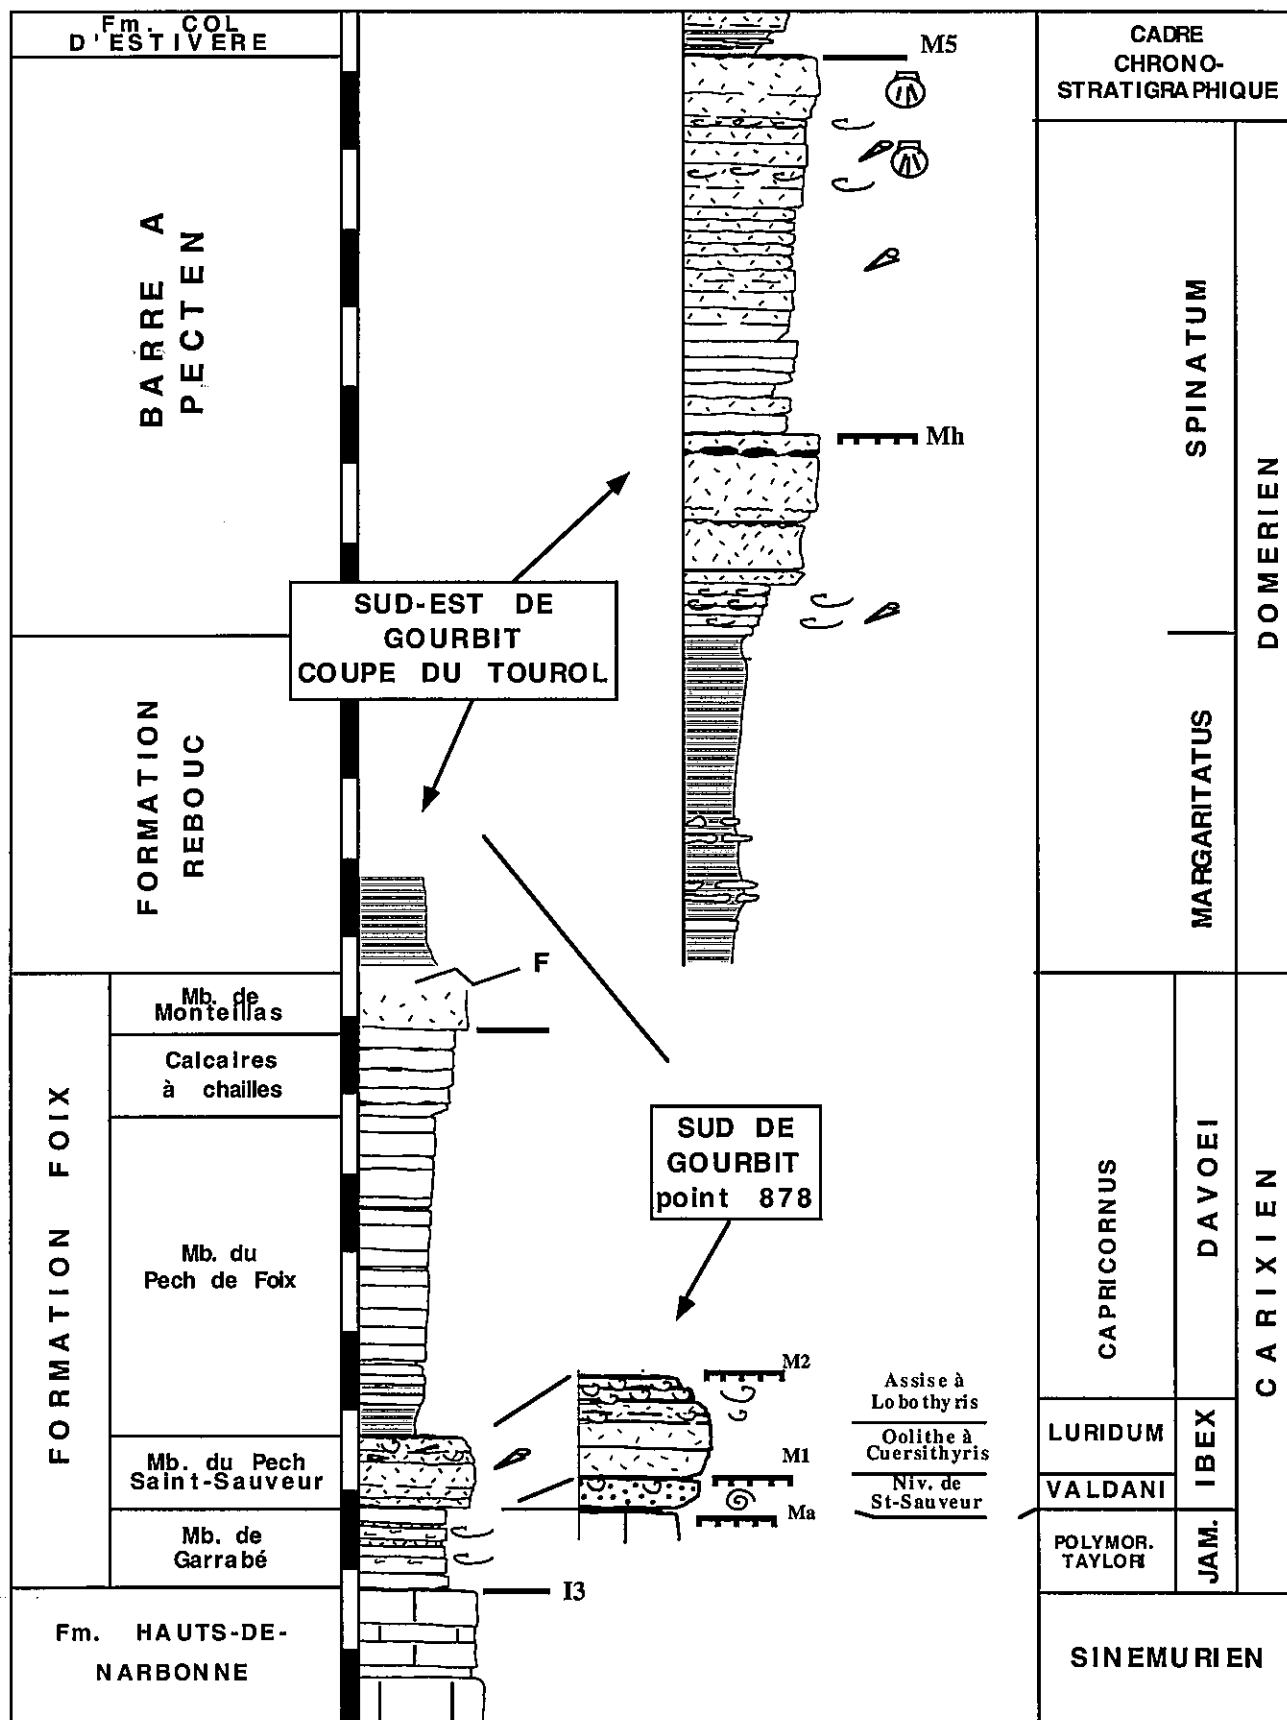 Fm. COL
D'ESTIVERE
M5
CADRE
CHRONO-
STRATIGRAPHIQUE
BARRE A
PECTEN
Mh
SPINATUM
DOMERIEN
SUD-EST DE
GOURBIT
COUPE DU TOUROL
FORMATION
REBOUC
MARGARITATUS
F
FORMATION FOIX
Mb. de
Monteillas
Calcaires
à chailles
Mb. du
Pech de Foix
Mb. du Pech
Saint-Sauveur
Mb. de
Garrabé
SUD DE
GOURBIT
point 878
M2
M1
Ma
I3
Assise à
Lobothyris
Oolithe à
Cuersithyris
Niv. de
St-Sauveur
CAPRICORNUS
DAVOEI
CARIXIEN
LURIDUM
IBEX
VALDANI
POLYMOR.
TAYLORI
JAM.
Fm. HAUTS-DE-
NARBONNE
SINEMURIEN